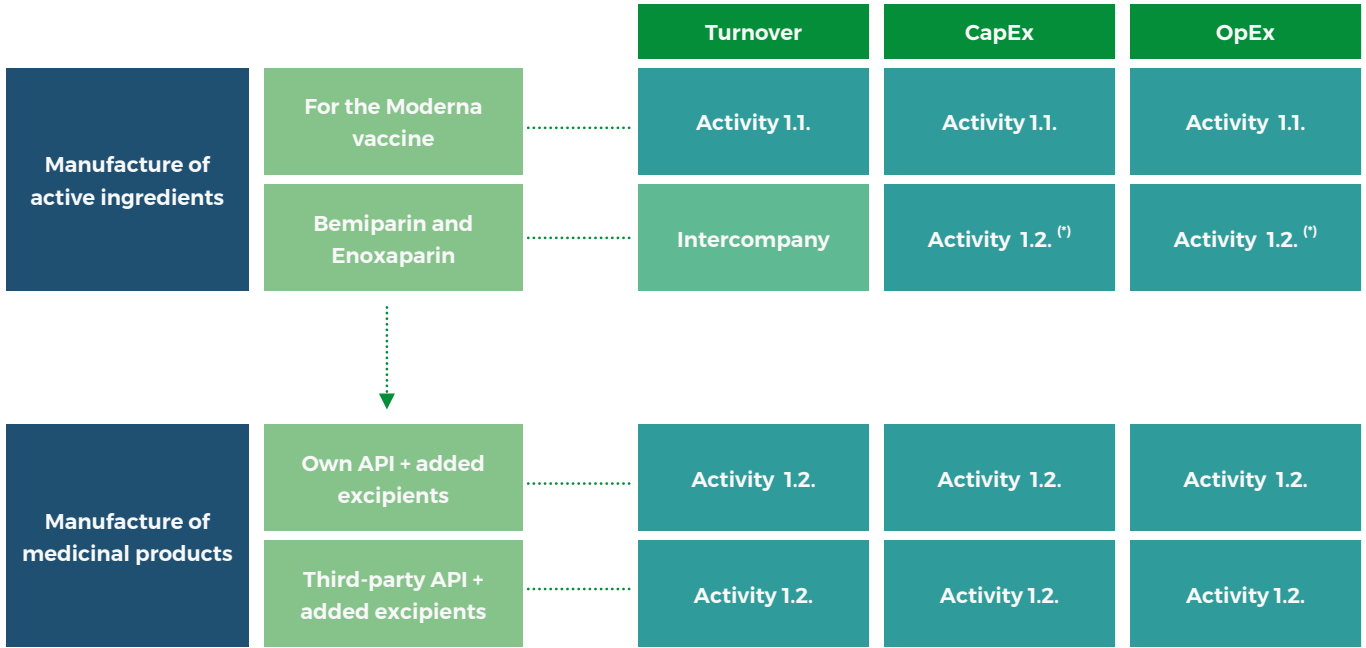 Turnover
CapEx
OpEx
Manufacture of
active ingredients
For the Moderna
vaccine
Activity 1.1.
Activity 1.1.
Activity 1.1.
Bemiparin and
Enoxaparin
Intercompany
Activity 1.2. (*)
Activity 1.2. (*)
Manufacture of
medicinal products
Own API + added
excipients
Activity 1.2.
Activity 1.2.
Activity 1.2.
Third-party API +
added excipients
Activity 1.2.
Activity 1.2.
Activity 1.2.